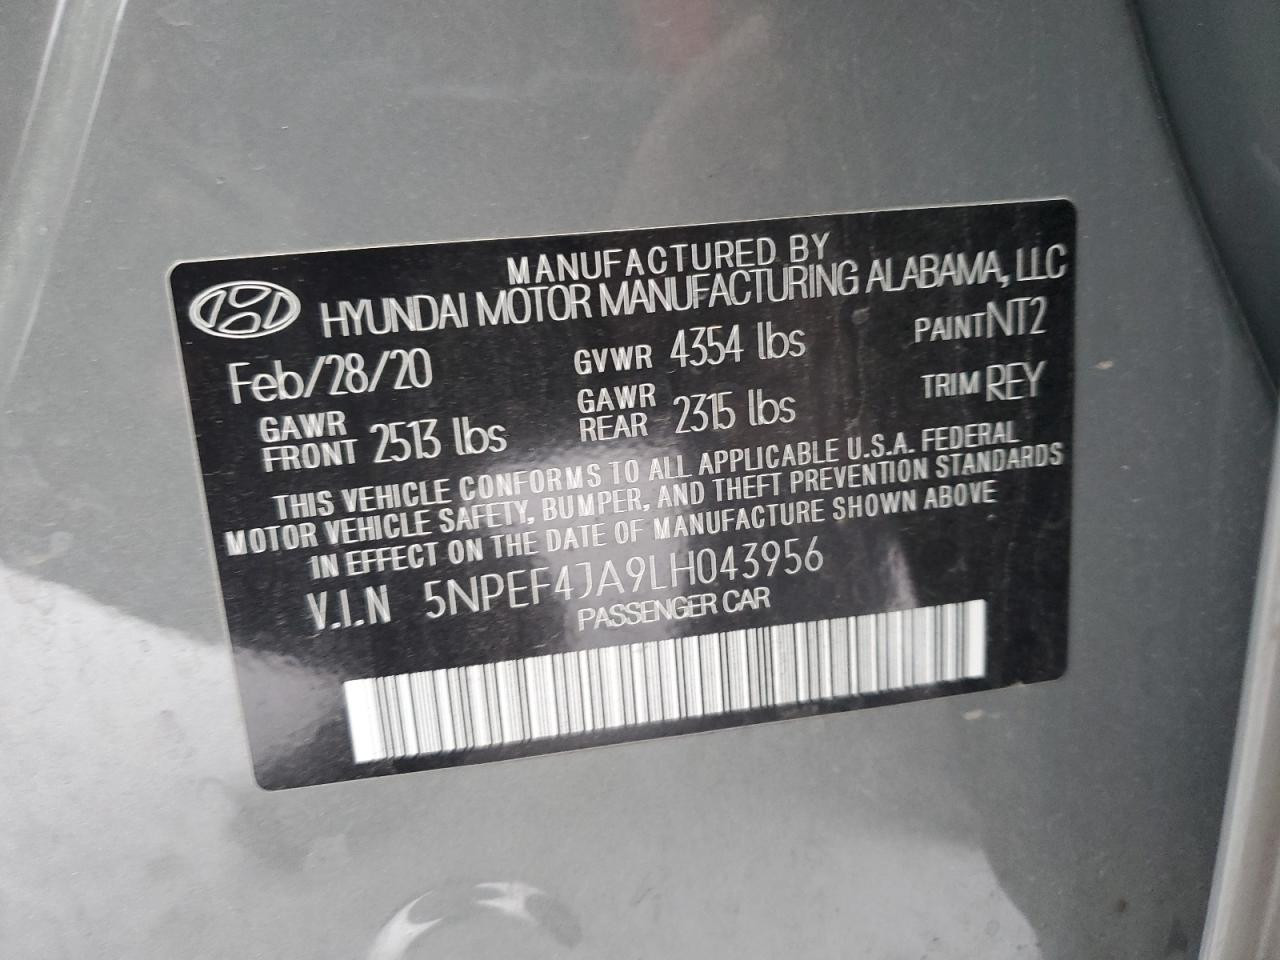 MANUFACTURED BY
HYUNDAI MOTOR MANUFACTURING ALABAMA, LLC
Feb/28/20 GVWR 4354 lbs PAINT NT2
GAWR FRONT 2513 lbs GAWR REAR 2315 lbs TRIM REY
THIS VEHICLE CONFORMS TO ALL APPLICABLE U.S.A. FEDERAL
MOTOR VEHICLE SAFETY, BUMPER, AND THEFT PREVENTION STANDARDS
IN EFFECT ON THE DATE OF MANUFACTURE SHOWN ABOVE
V.I.N 5NPEF4JA9LH043956
PASSENGER CAR